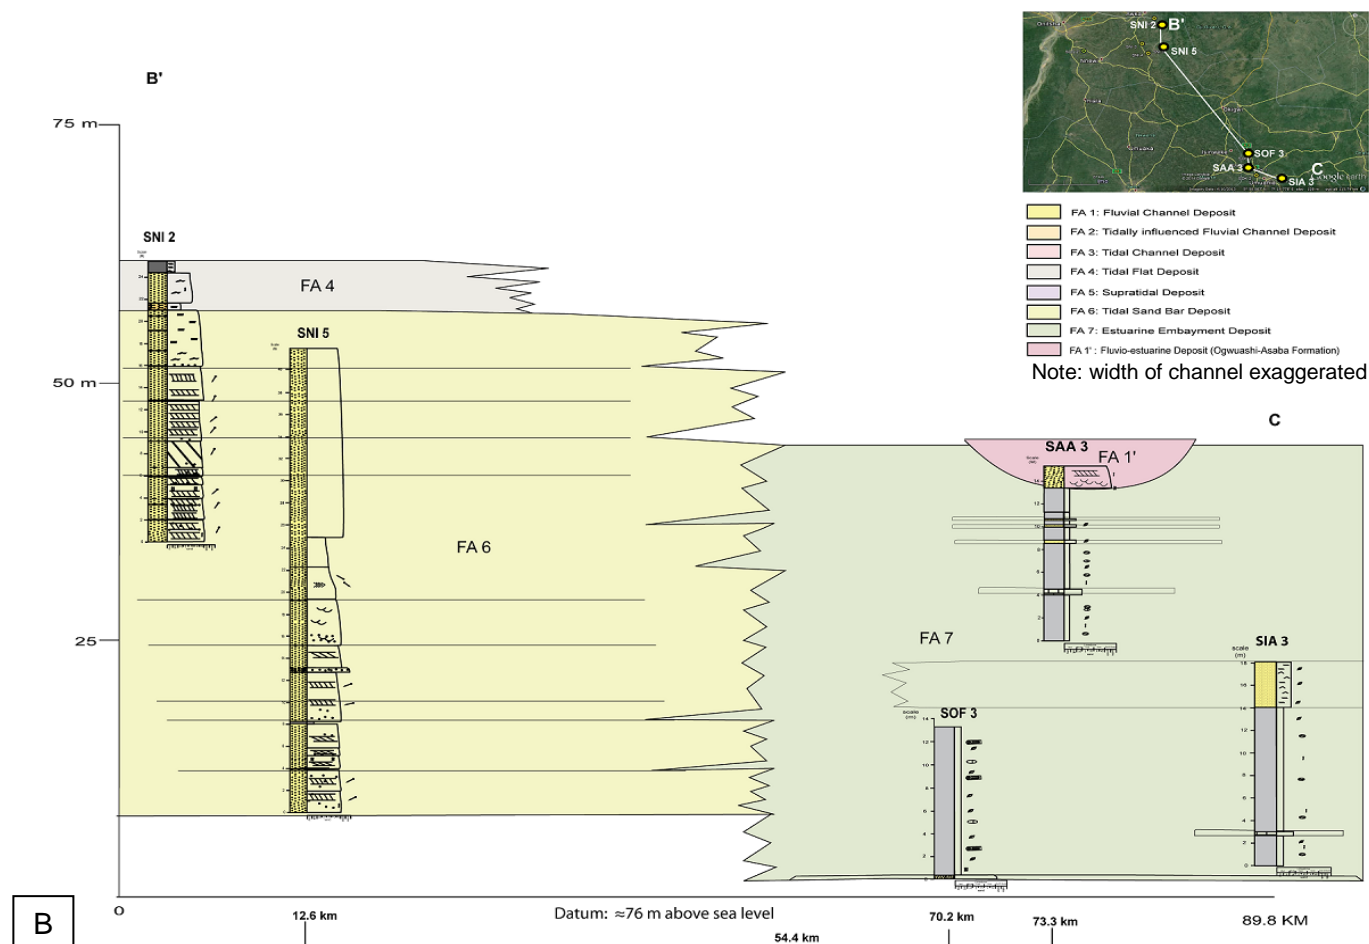 B'
75 m
50 m
25
0
SNI 2
SNI 5
FA 4
FA 6
SNI 2 B'
SNI 5
SOF 3
SAA 3
C
SIA 3
FA 1: Fluvial Channel Deposit
FA 2: Tidally influenced Fluvial Channel Deposit
FA 3: Tidal Channel Deposit
FA 4: Tidal Flat Deposit
FA 5: Supratidal Deposit
FA 6: Tidal Sand Bar Deposit
FA 7: Estuarine Embayment Deposit
FA 1' : Fluvio-estuarine Deposit (Ogwuashi-Asaba Formation)
Note: width of channel exaggerated
C
SAA 3
FA 1'
FA 7
SIA 3
scale
(m)
SOF 3
scale
(m)
B
12.6 km
Datum: ≈76 m above sea level
54.4 km
70.2 km
73.3 km
89.8 KM